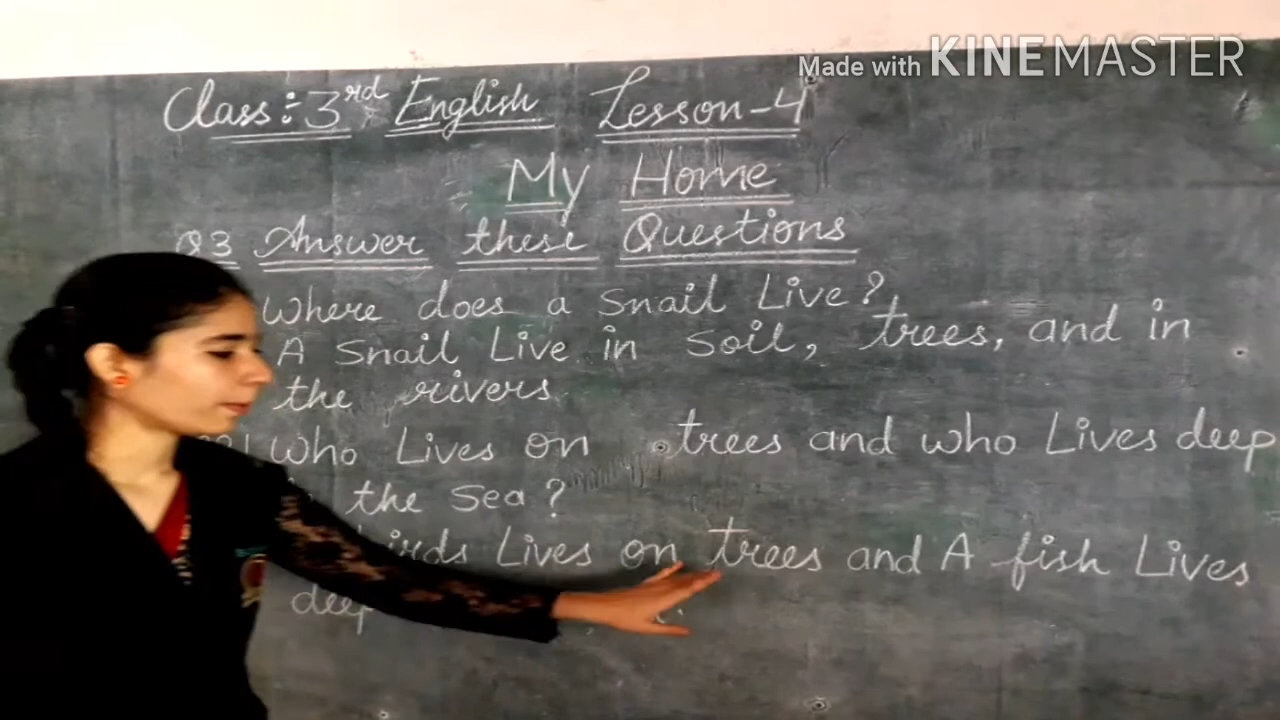 Made with KINEMASTER
Class:- 3rd English Lesson-4
My Home
Q3 Answer these Questions
Where does a Snail Live?
A Snail Live in Soil, trees, and in
the rivers.
Who Lives on trees and who Lives deep
the Sea?
Lives on trees and A fish Lives
deep